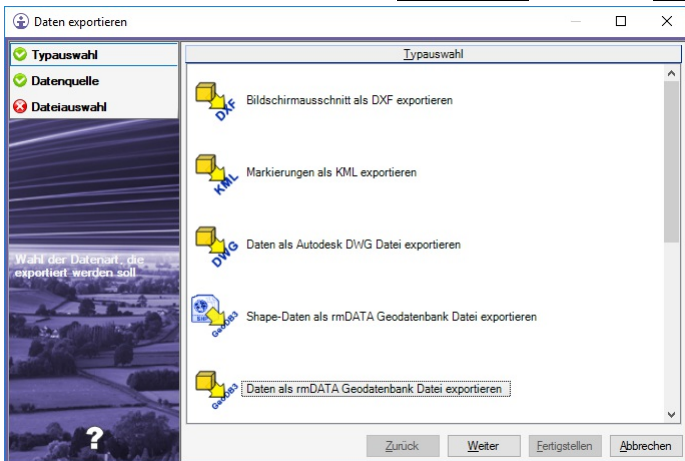 Daten exportieren
Typauswahl
Datenquelle
Dateiauswahl
Wahl der Datenart, die
exportiert werden soll
?
Typauswahl
DXF
Bildschirmausschnitt als DXF exportieren
KML
Markierungen als KML exportieren
DWG
Daten als Autodesk DWG Datei exportieren
GeoDB3
Shape-Daten als rmDATA Geodatenbank Datei exportieren
GeoDB3
Daten als rmDATA Geodatenbank Datei exportieren
Zurück
Weiter
Fertigstellen
Abbrechen